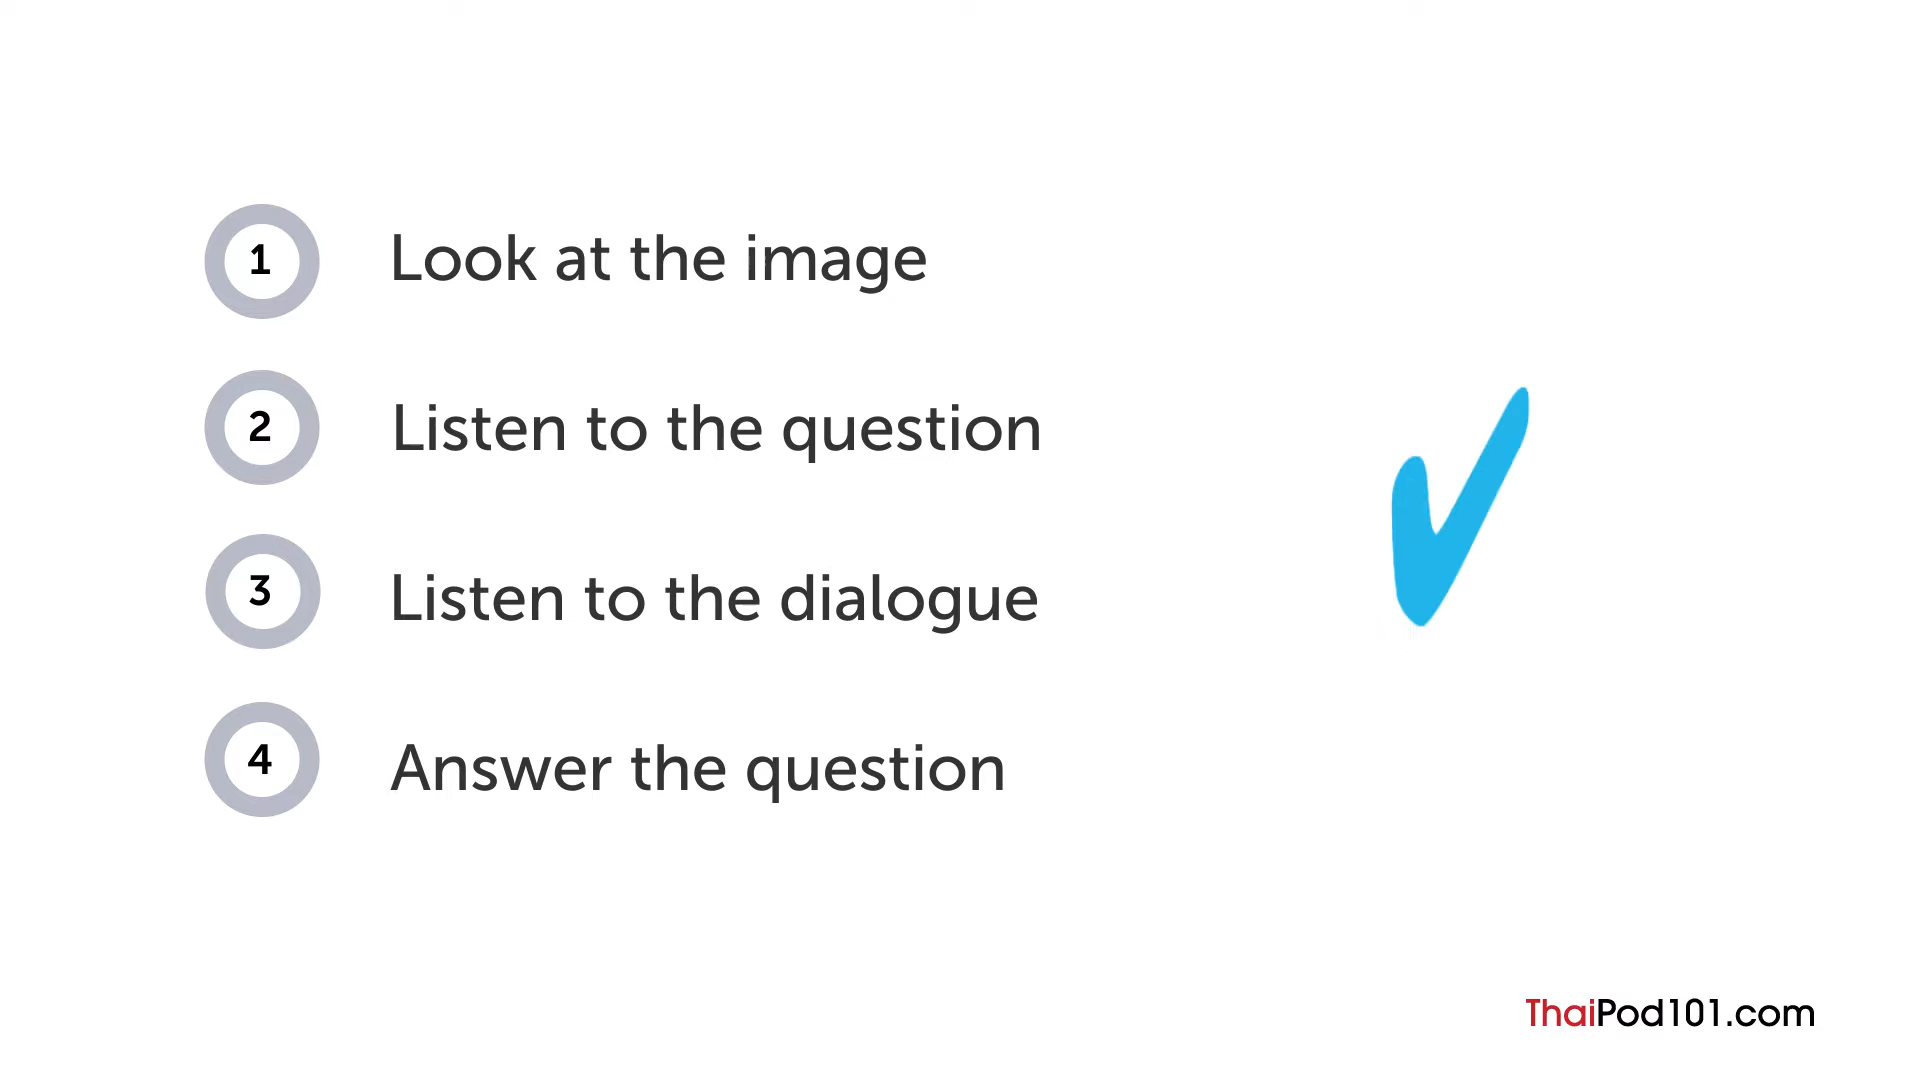 1 Look at the image
2 Listen to the question
3 Listen to the dialogue
4 Answer the question
ThaiPod101.com